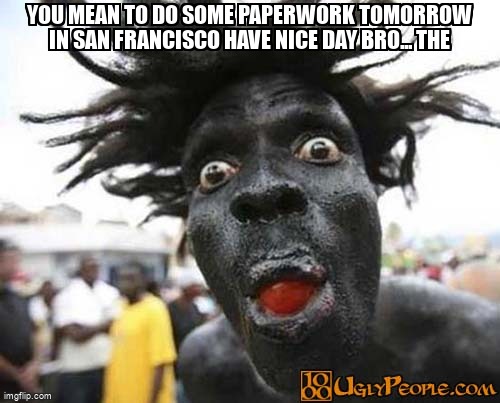 YOU MEAN TO DO SOME PAPERWORK TOMORROW
IN SAN FRANCISCO HAVE NICE DAY BRO... THE
100 UglyPeople.com
imgflip.com